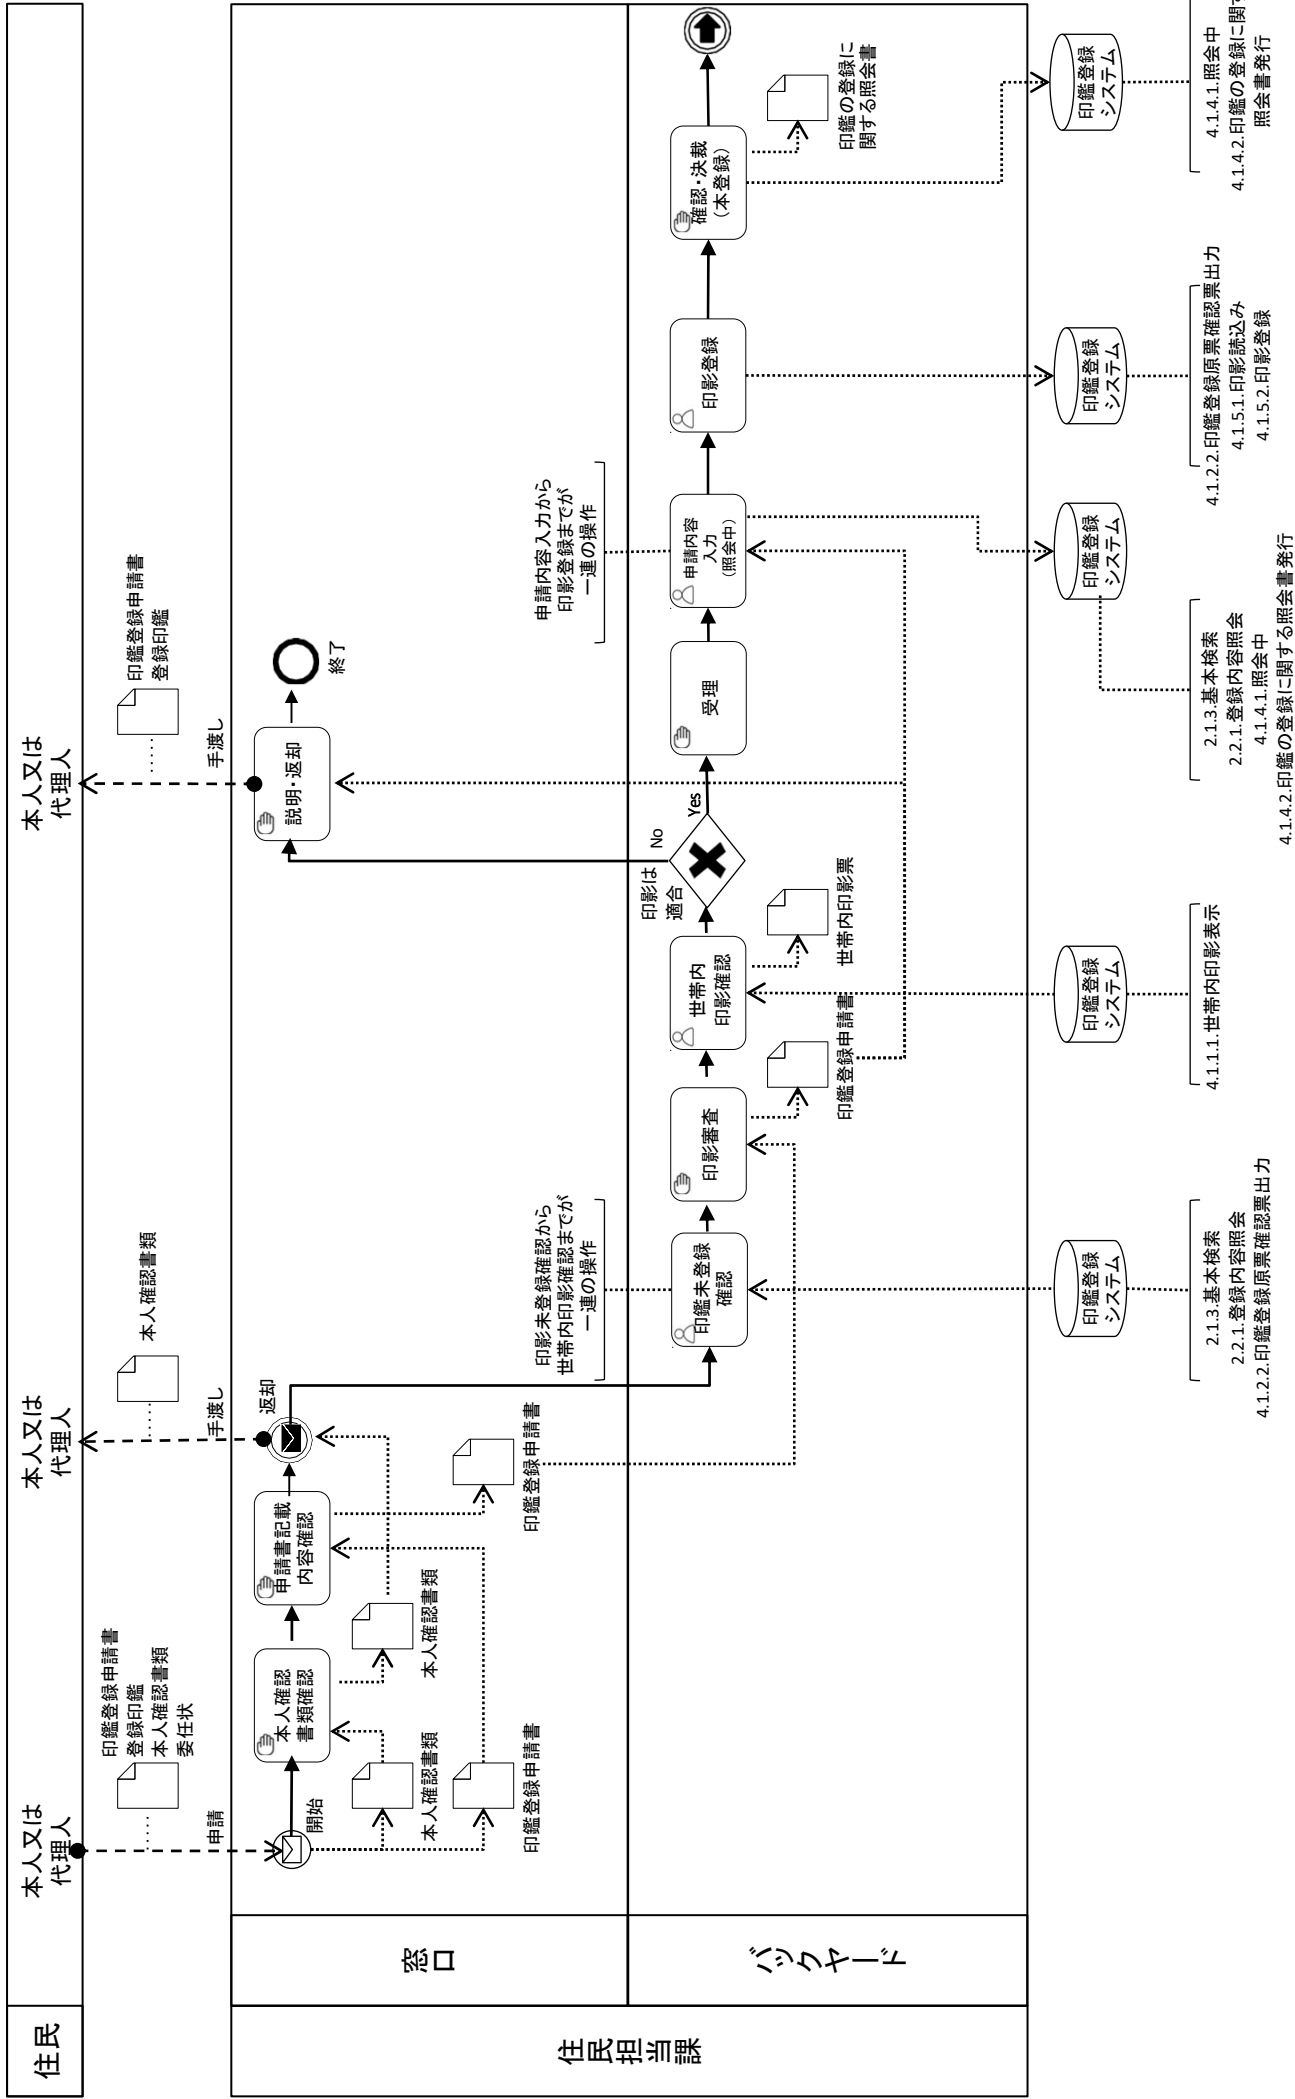 住民
本人又は
代理人
本人又は
代理人
本人又は
代理人
印鑑登録申請書
登録印鑑
本人確認書類
委任状
申請
本人確認書類
手渡し
印鑑登録申請書
登録印鑑
手渡し
住民担当課
窓口
開始
本人確認
書類確認
申請書記載
内容確認
返却
説明・返却
終了
本人確認書類
印鑑登録申請書
本人確認書類
印鑑登録申請書
バックヤード
印影未登録確認から
世帯内印影確認までが
一連の操作
印鑑未登録
確認
印影審査
印鑑登録申請書
世帯内
印影確認
世帯内印影票
印影は
適合
No
Yes
受理
申請内容入力から
印影登録までが
一連の操作
申請内容
入力
(照会中)
印影登録
確認・決裁
(本登録)
印鑑の登録に
関する照会書
印鑑登録
システム
2.1.3.基本検索
2.2.1.登録内容照会
4.1.2.2.印鑑登録原票確認票出力
印鑑登録
システム
4.1.1.1.世帯内印影表示
印鑑登録
システム
2.1.3.基本検索
2.2.1.登録内容照会
4.1.4.1.照会中
4.1.4.2.印鑑の登録に関する照会書発行
印鑑登録
システム
4.1.2.2.印鑑登録原票確認票出力
4.1.5.1.印影読込み
4.1.5.2.印影登録
印鑑登録
システム
4.1.4.1.照会中
4.1.4.2.印鑑の登録に関す
照会書発行